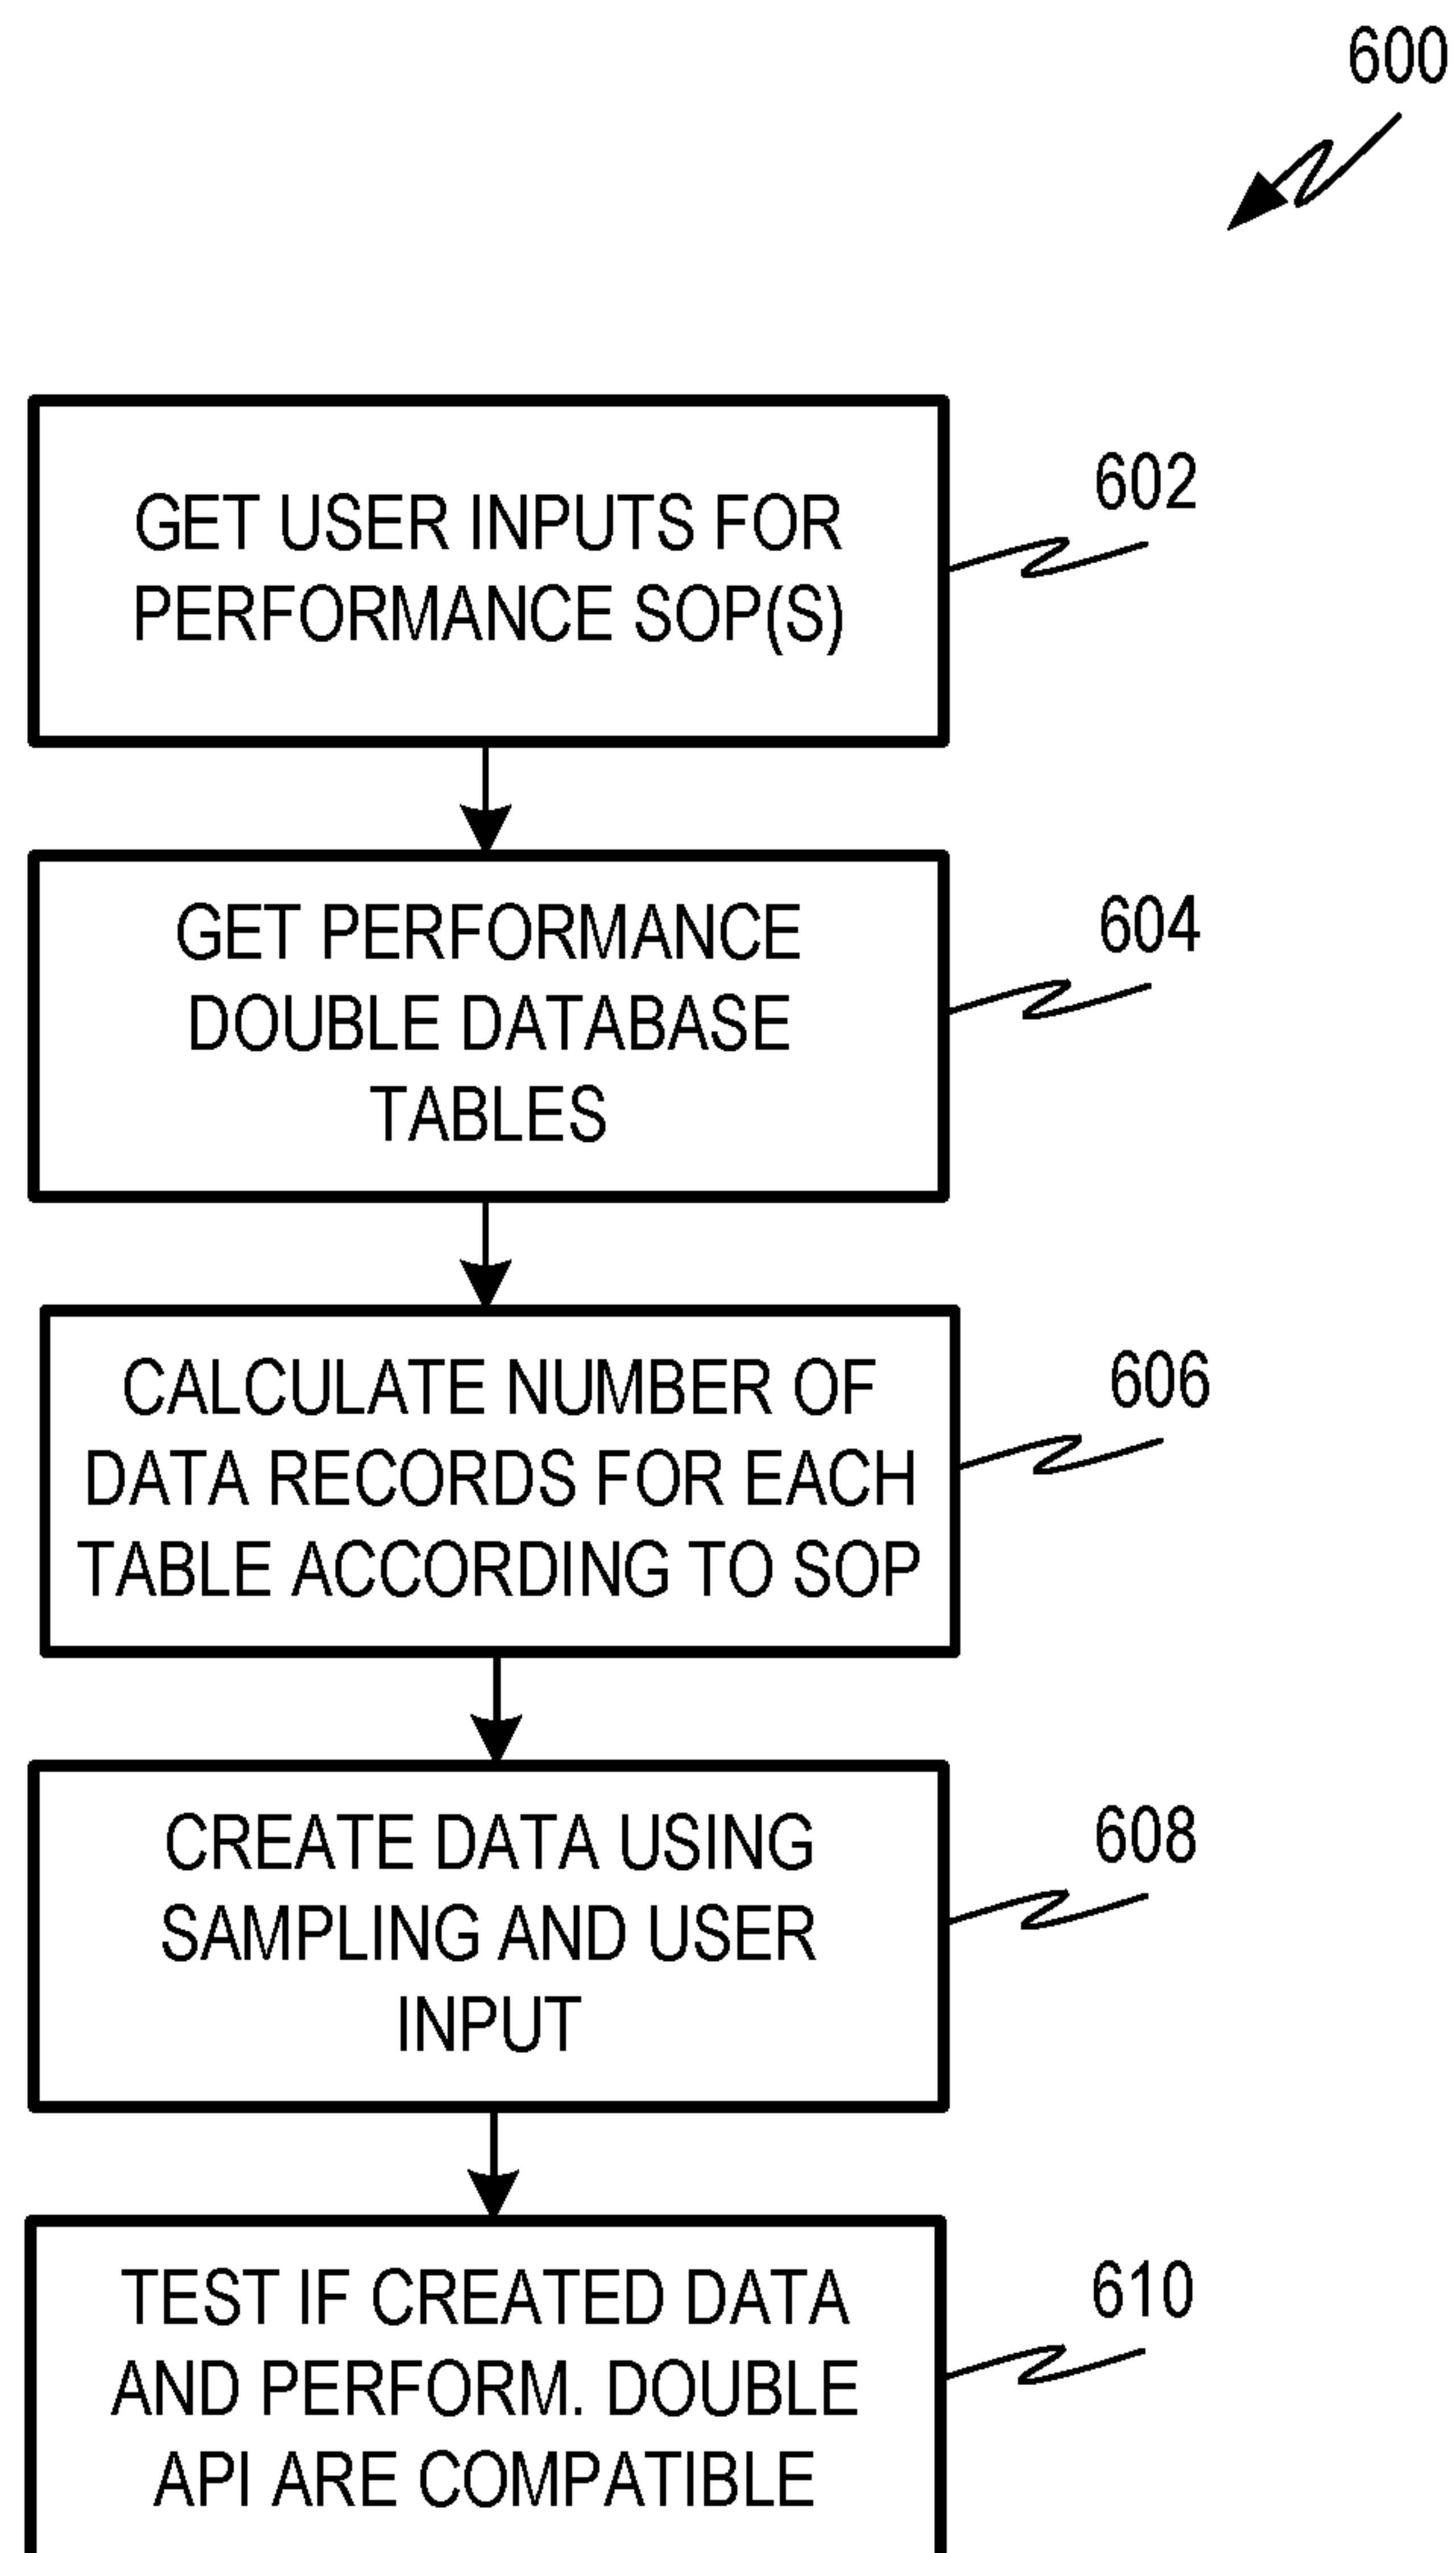 600
GET USER INPUTS FOR
PERFORMANCE SOP(S)
602
GET PERFORMANCE
DOUBLE DATABASE
TABLES
604
CALCULATE NUMBER OF
DATA RECORDS FOR EACH
TABLE ACCORDING TO SOP
606
CREATE DATA USING
SAMPLING AND USER
INPUT
608
TEST IF CREATED DATA
AND PERFORM. DOUBLE
API ARE COMPATIBLE
610